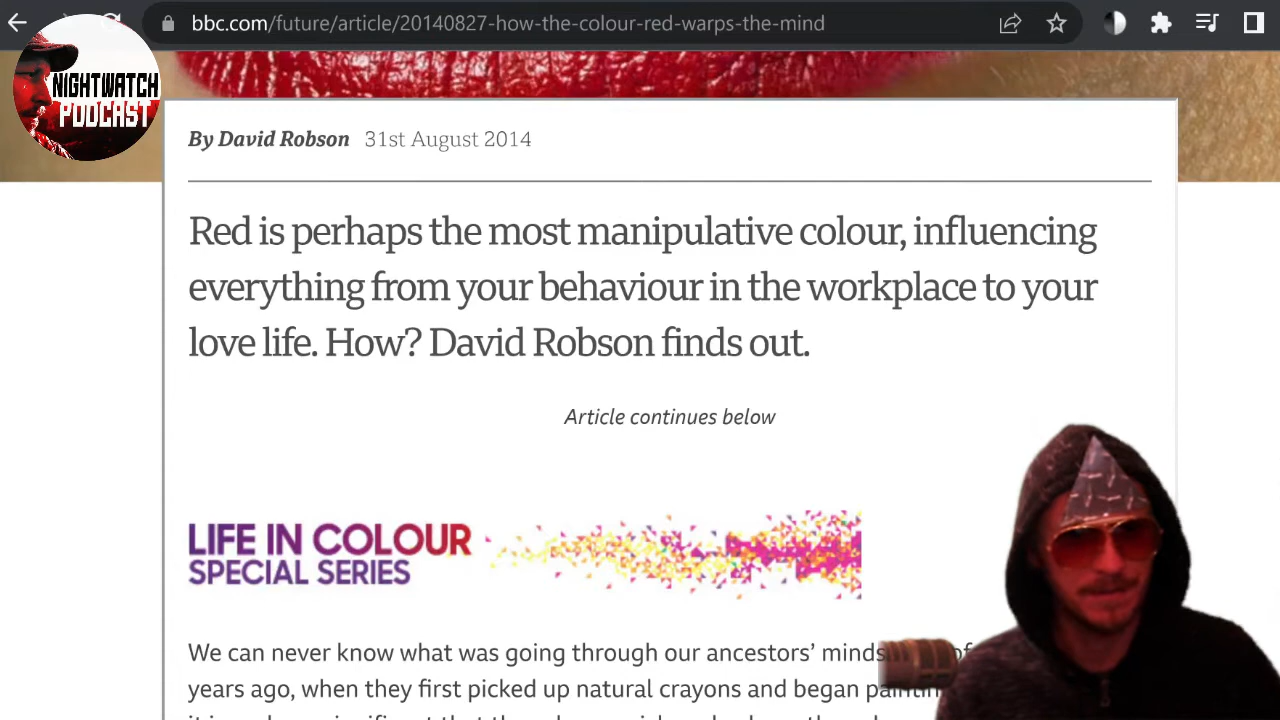 bbc.com/future/article/20140827-how-the-colour-red-warps-the-mind
NIGHTWATCH
PODCAST
By David Robson 31st August 2014
Red is perhaps the most manipulative colour, influencing
everything from your behaviour in the workplace to your
love life. How? David Robson finds out.
Article continues below
LIFE IN COLOUR
SPECIAL SERIES
We can never know what was going through our ancestors’ minds
years ago, when they first picked up natural crayons and began